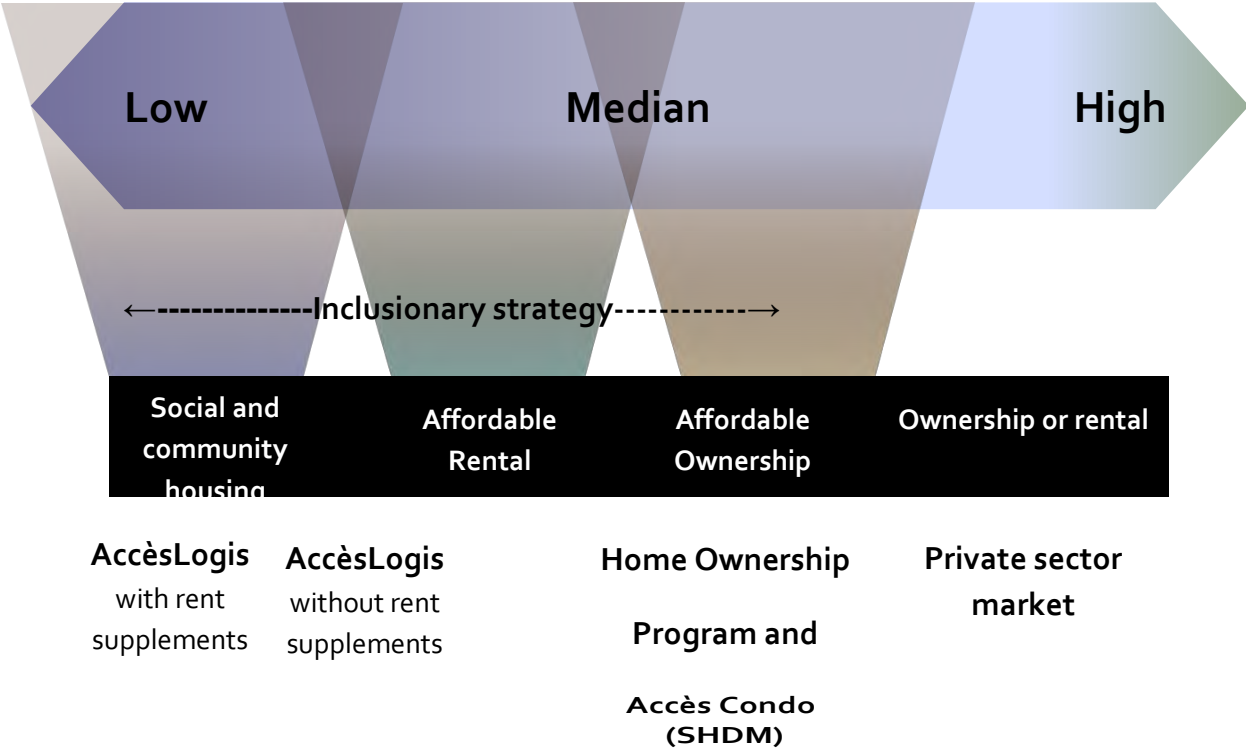 Low
Median
High
←--------------Inclusionary strategy------------→
Social and
community
housing
Affordable
Rental
Affordable
Ownership
Ownership or rental
AccèsLogis
with rent
supplements
AccèsLogis
without rent
supplements
Home Ownership
Program and
Accès Condo
(SHDM)
Private sector
market